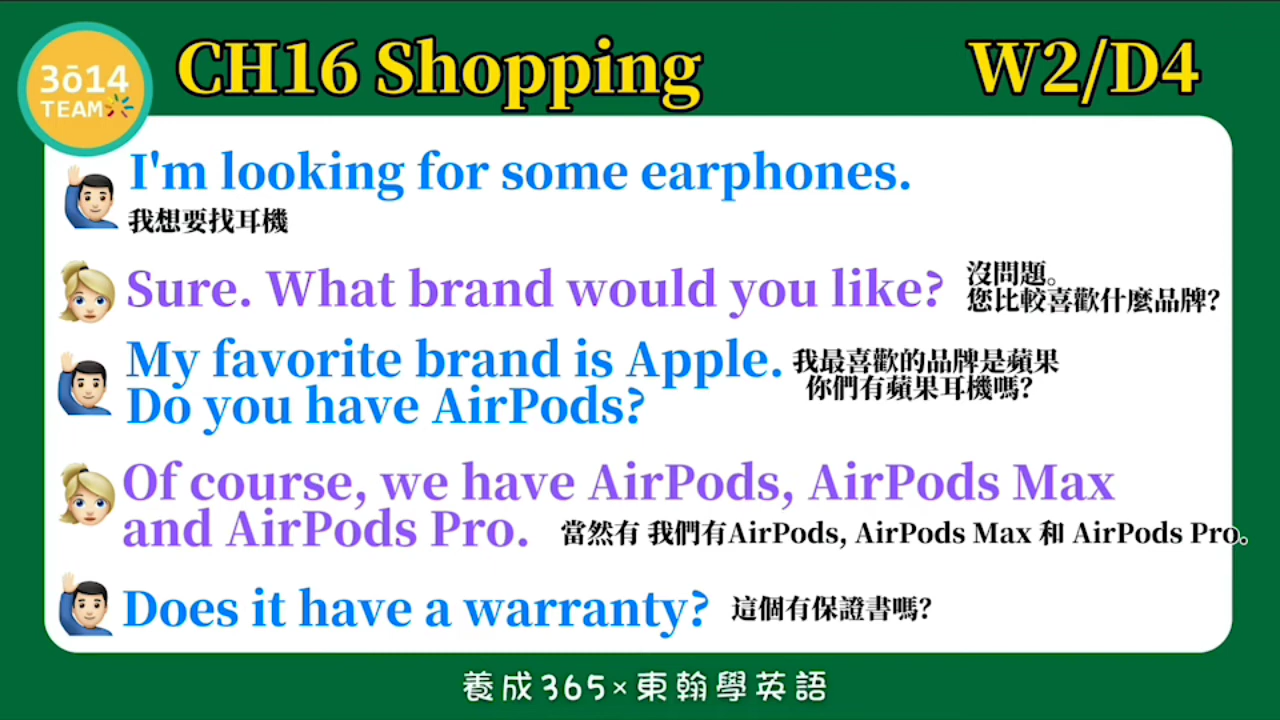 3ō14
TEAM
CH16 Shopping
W2/D4
I'm looking for some earphones.
我想要找耳機
Sure. What brand would you like?
沒問題。
您比較喜歡什麼品牌?
My favorite brand is Apple.
Do you have AirPods?
我最喜歡的品牌是蘋果
你們有蘋果耳機嗎?
Of course, we have AirPods, AirPods Max
and AirPods Pro.
當然有 我們有AirPods, AirPods Max 和 AirPods Pro.
Does it have a warranty?
這個有保證書嗎?
養成365×東翰學英語